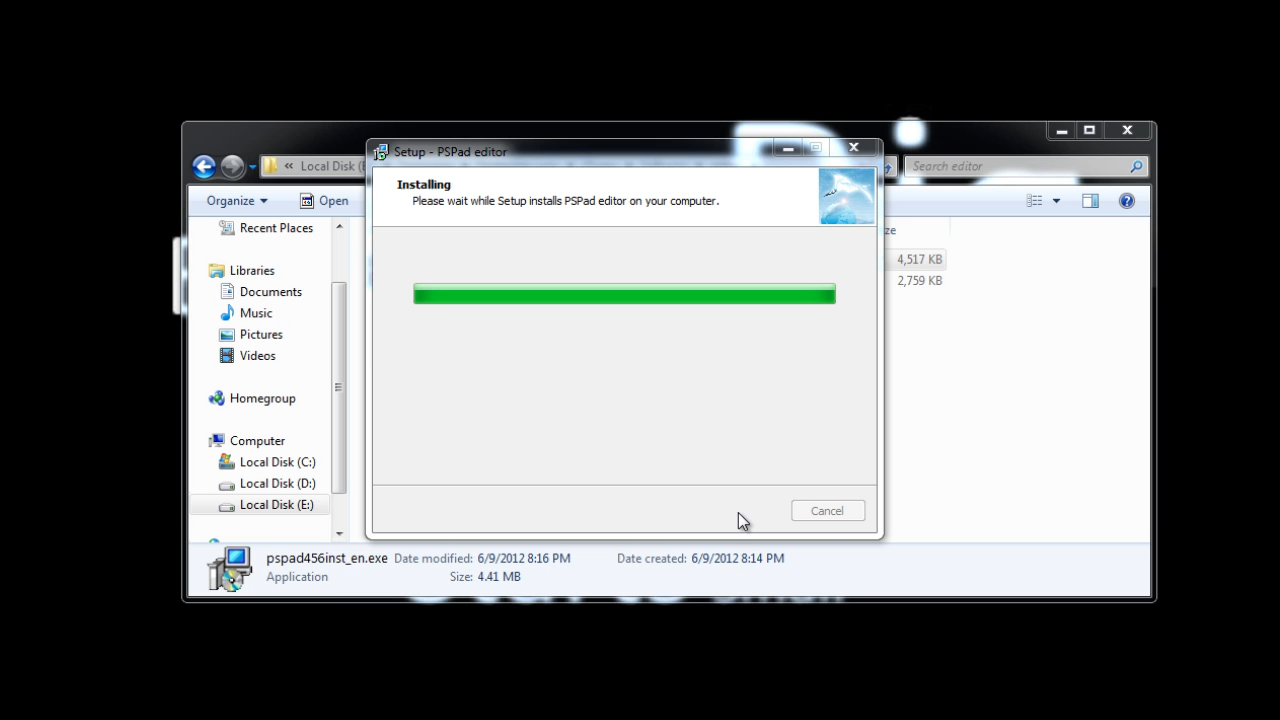 Setup - PSPad editor
« Local Disk (
Search editor
Installing
Please wait while Setup installs PSPad editor on your computer.
Organize
Open
Recent Places
ze
Libraries
4,517 KB
Documents
2,759 KB
Music
Pictures
Videos
Homegroup
Computer
Local Disk (C:)
Local Disk (D:)
Local Disk (E:)
Cancel
pspad456inst_en.exe Date modified: 6/9/2012 8:16 PM Date created: 6/9/2012 8:14 PM
Application Size: 4.41 MB